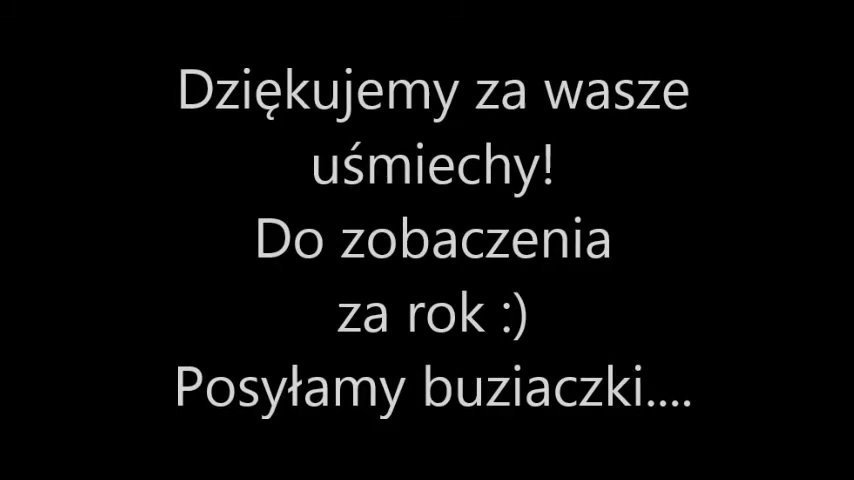 Dziękujemy za wasze
uśmiechy!
Do zobaczenia
za rok :)
Posyłamy buziaczki....